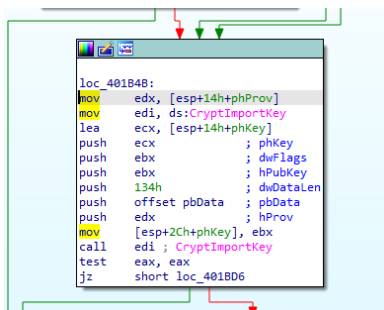 loc_401B4B:
mov edx, [esp+14h+phProv]
mov edi, ds:CryptImportKey
lea ecx, [esp+14h+phKey]
push ecx ; phKey
push ebx ; dwFlags
push ebx ; hPubKey
push 134h ; dwDataLen
push offset pbData ; pbData
push edx ; hProv
mov [esp+2Ch+phKey], ebx
call edi ; CryptImportKey
test eax, eax
jz short loc_401BD6